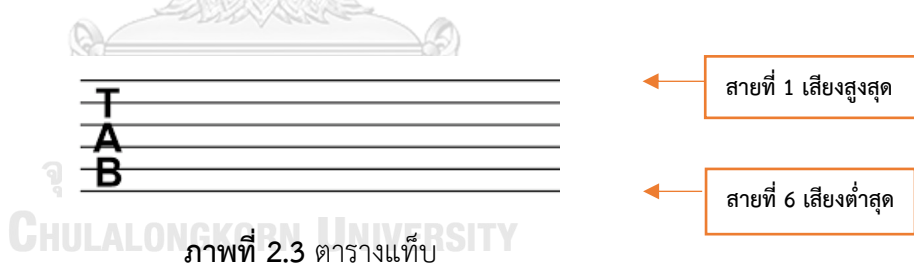 สายที่ 1 เสียงสูงสุด
T
A
B
สายที่ 6 เสียงต่ำสุด
จุ
CHULALONGKORN UNIVERSITY
ภาพที่ 2.3 ตารางแท็บ